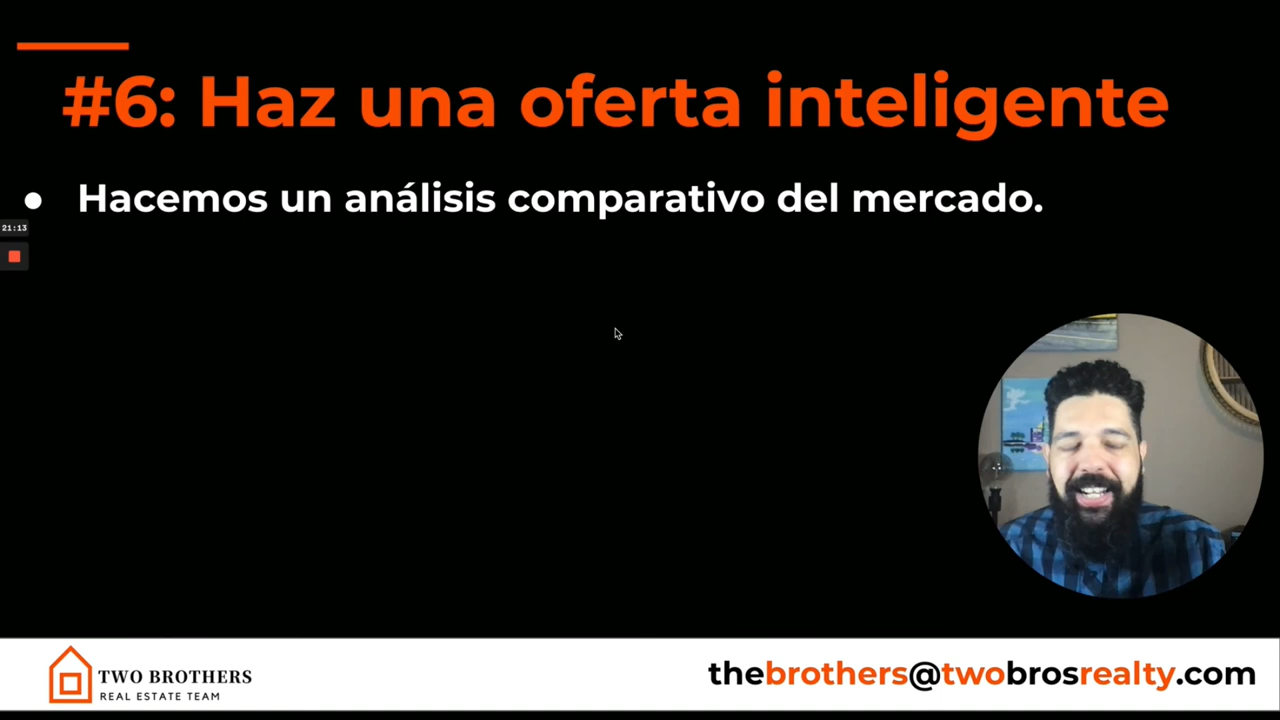 #6: Haz una oferta inteligente
● Hacemos un análisis comparativo del mercado.
21:13
TWO BROTHERS
REAL ESTATE TEAM
thebrothers@twobrosrealty.com